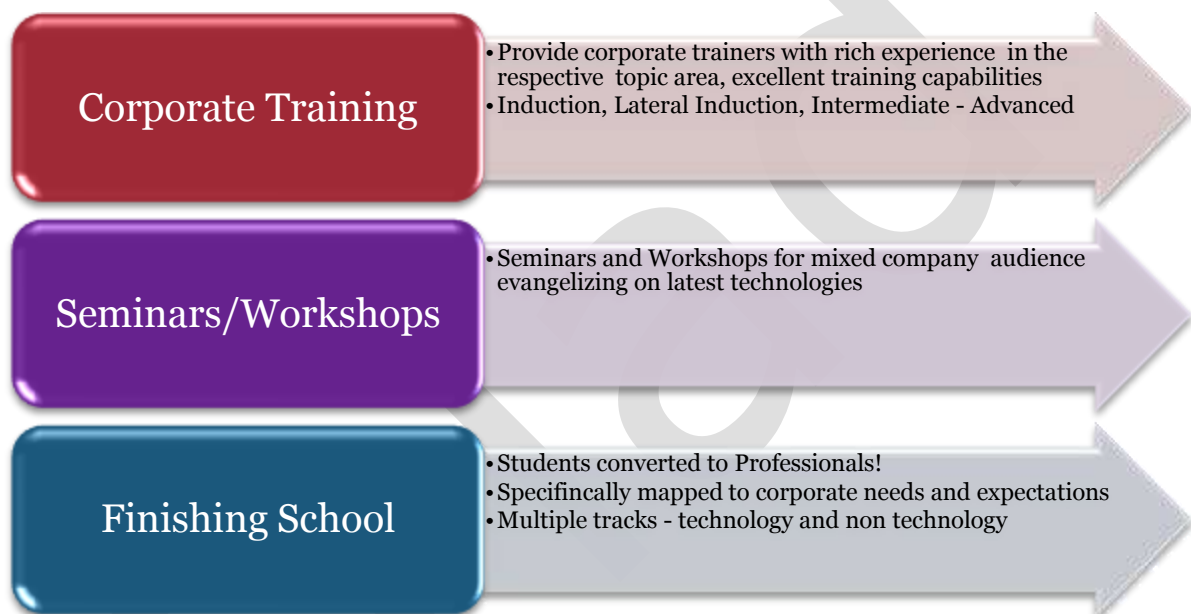 Corporate Training
• Provide corporate trainers with rich experience in the
respective topic area, excellent training capabilities
• Induction, Lateral Induction, Intermediate - Advanced
Seminars/Workshops
• Seminars and Workshops for mixed company audience
evangelizing on latest technologies
Finishing School
• Students converted to Professionals!
• Specifincally mapped to corporate needs and expectations
• Multiple tracks - technology and non technology